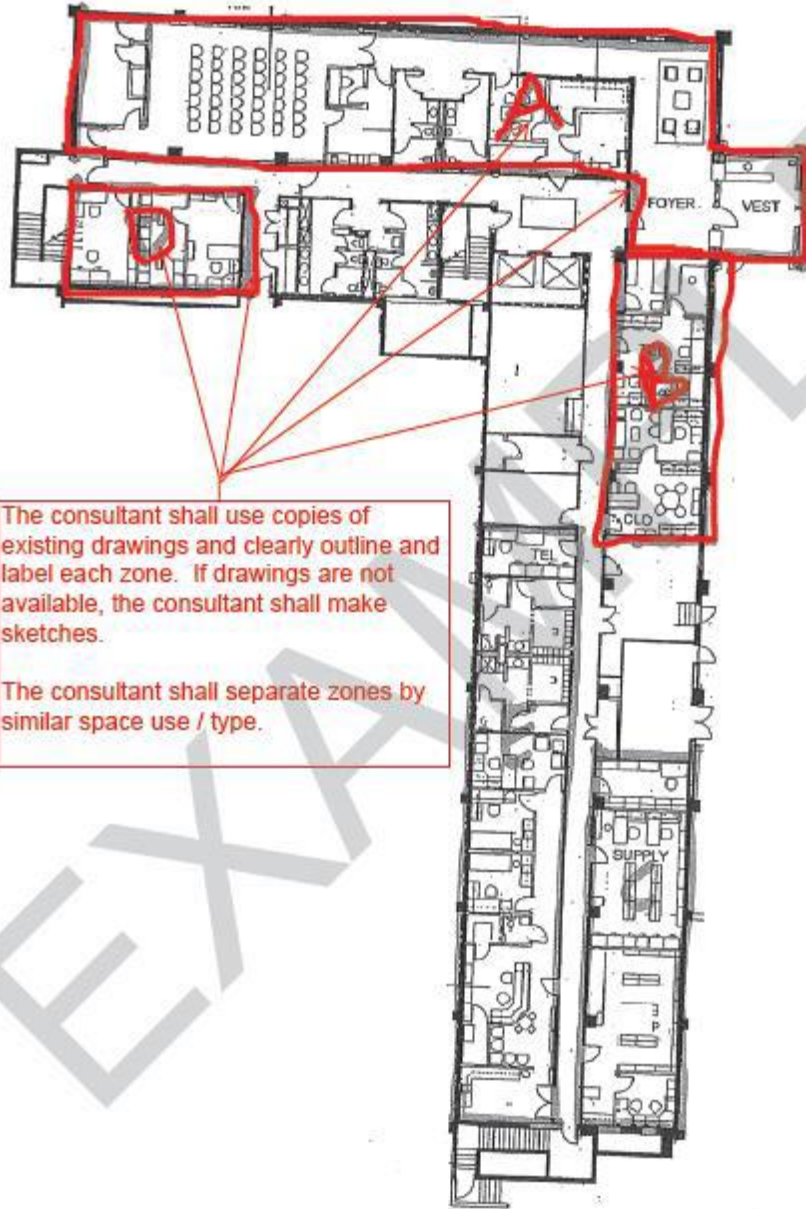 A
FOYER.
VEST
D
B
CLO
The consultant shall use copies of
existing drawings and clearly outline and
label each zone. If drawings are not
available, the consultant shall make
sketches.
The consultant shall separate zones by
similar space use / type.
TEL
SUPPLY
P
EXAMPL